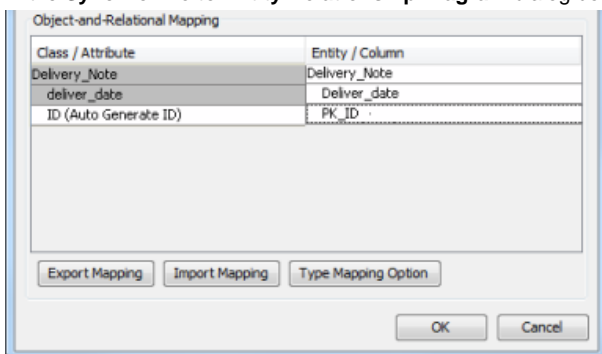 Object-and-Relational Mapping
Class / Attribute Entity / Column
Delivery_Note Delivery_Note
deliver_date Deliver_date
ID (Auto Generate ID) PK_ID
Export Mapping Import Mapping Type Mapping Option
OK Cancel